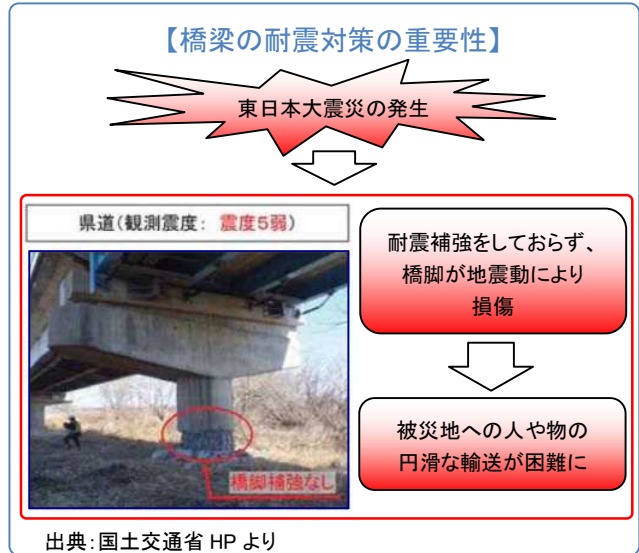 【橋梁の耐震対策の重要性】
東日本大震災の発生
県道(観測震度： 震度5弱)
橋脚補強なし
耐震補強をしておらず、
橋脚が地震動により
損傷
被災地への人や物の
円滑な輸送が困難に
出典：国土交通省 HP より